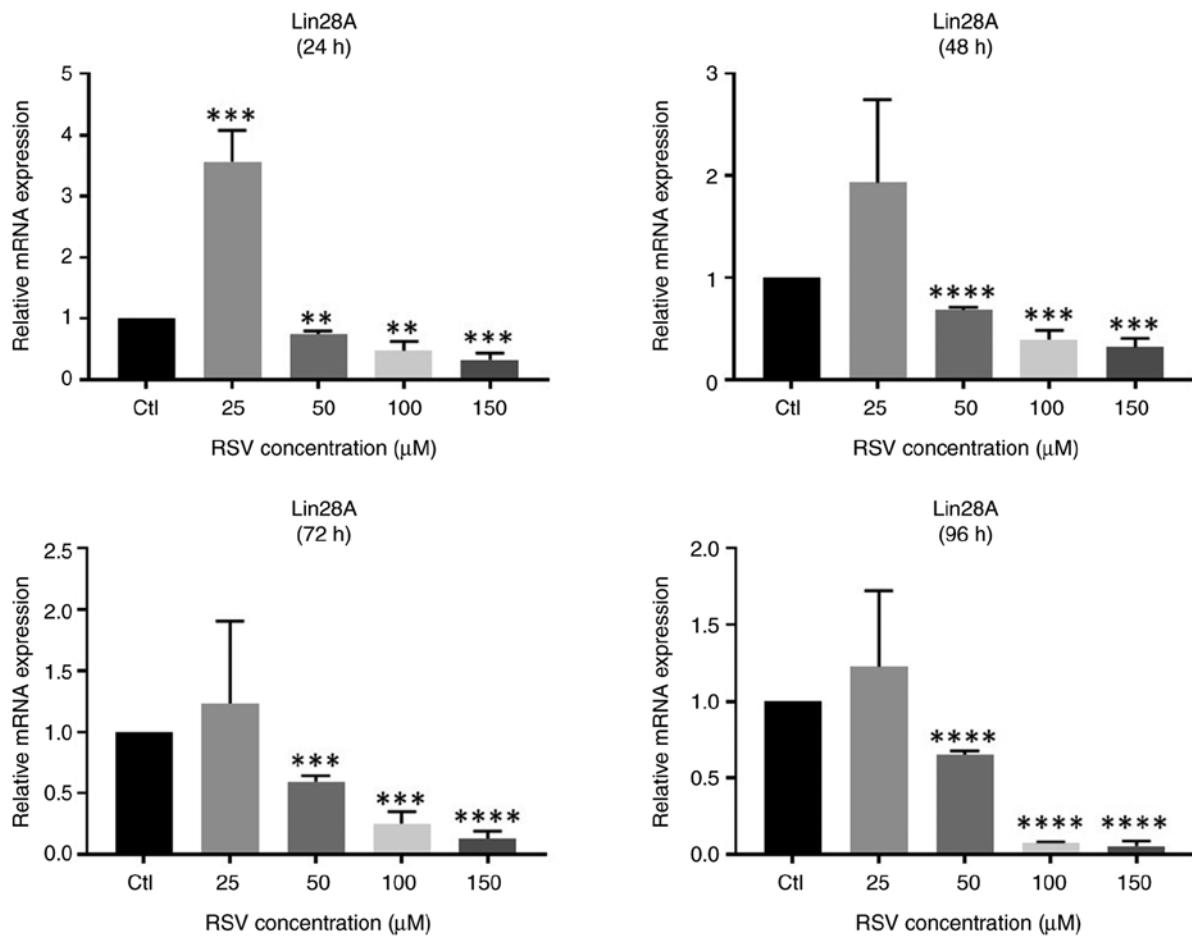 Lin28A
(24 h)
Relative mRNA expression
5
4
3
2
1
0
***
**
**
***
Ctl 25 50 100 150
RSV concentration (μM)
Lin28A
(48 h)
Relative mRNA expression
3
2
1
0
****
***
***
Ctl 25 50 100 150
RSV concentration (μM)
Lin28A
(72 h)
Relative mRNA expression
2.5
2.0
1.5
1.0
0.5
0.0
***
***
****
Ctl 25 50 100 150
RSV concentration (μM)
Lin28A
(96 h)
Relative mRNA expression
2.0
1.5
1.0
0.5
0.0
****
****
****
Ctl 25 50 100 150
RSV concentration (μM)